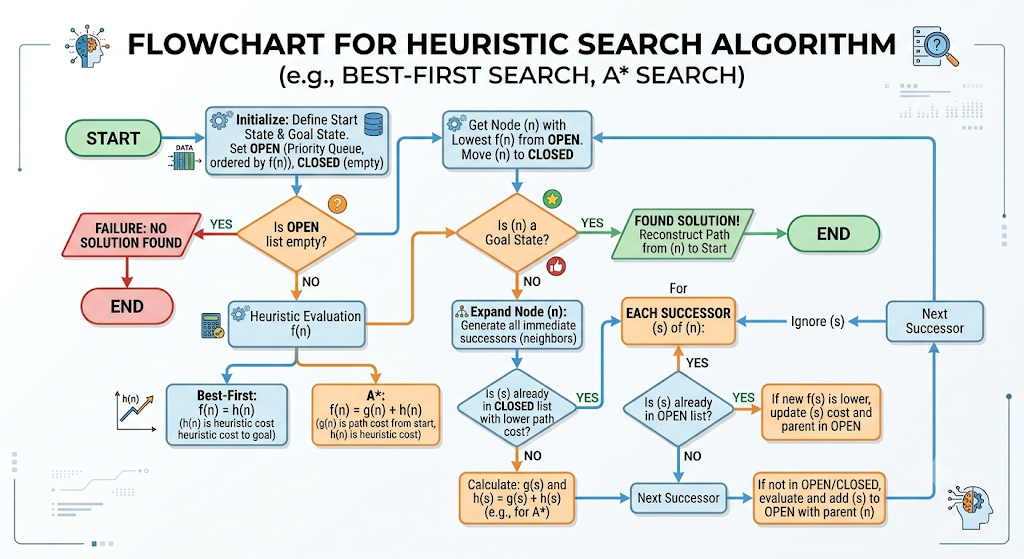 FLOWCHART FOR HEURISTIC SEARCH ALGORITHM
(e.g., BEST-FIRST SEARCH, A* SEARCH)
START
DATA
Initialize: Define Start
State & Goal State.
Set OPEN (Priority Queue,
ordered by f(n)), CLOSED (empty)
Get Node (n) with
Lowest f(n) from OPEN.
Move (n) to CLOSED
FAILURE: NO
SOLUTION FOUND
YES
Is OPEN
list empty?
?
Is (n) a
Goal State?
YES
FOUND SOLUTION!
Reconstruct Path
from (n) to Start
END
END
NO
NO
Heuristic Evaluation
f(n)
Expand Node (n):
Generate all immediate
successors (neighbors)
For
EACH SUCCESSOR
(s) of (n):
Ignore (s)
Next
Successor
h(n)
Best-First:
f(n) = h(n)
(h(n) is heuristic cost
heuristic cost to goal)
A*:
f(n) = g(n) + h(n)
(g(n) is path cost from start,
h(n) is heuristic cost)
Is (s) already
in CLOSED list
with lower path
cost?
YES
YES
Is (s) already
in OPEN list?
YES
If new f(s) is lower,
update (s) cost and
parent in OPEN
NO
NO
Calculate: g(s) and
h(s) = g(s) + h(s)
(e.g., for A*)
Next Successor
If not in OPEN/CLOSED,
evaluate and add (s) to
OPEN with parent (n)